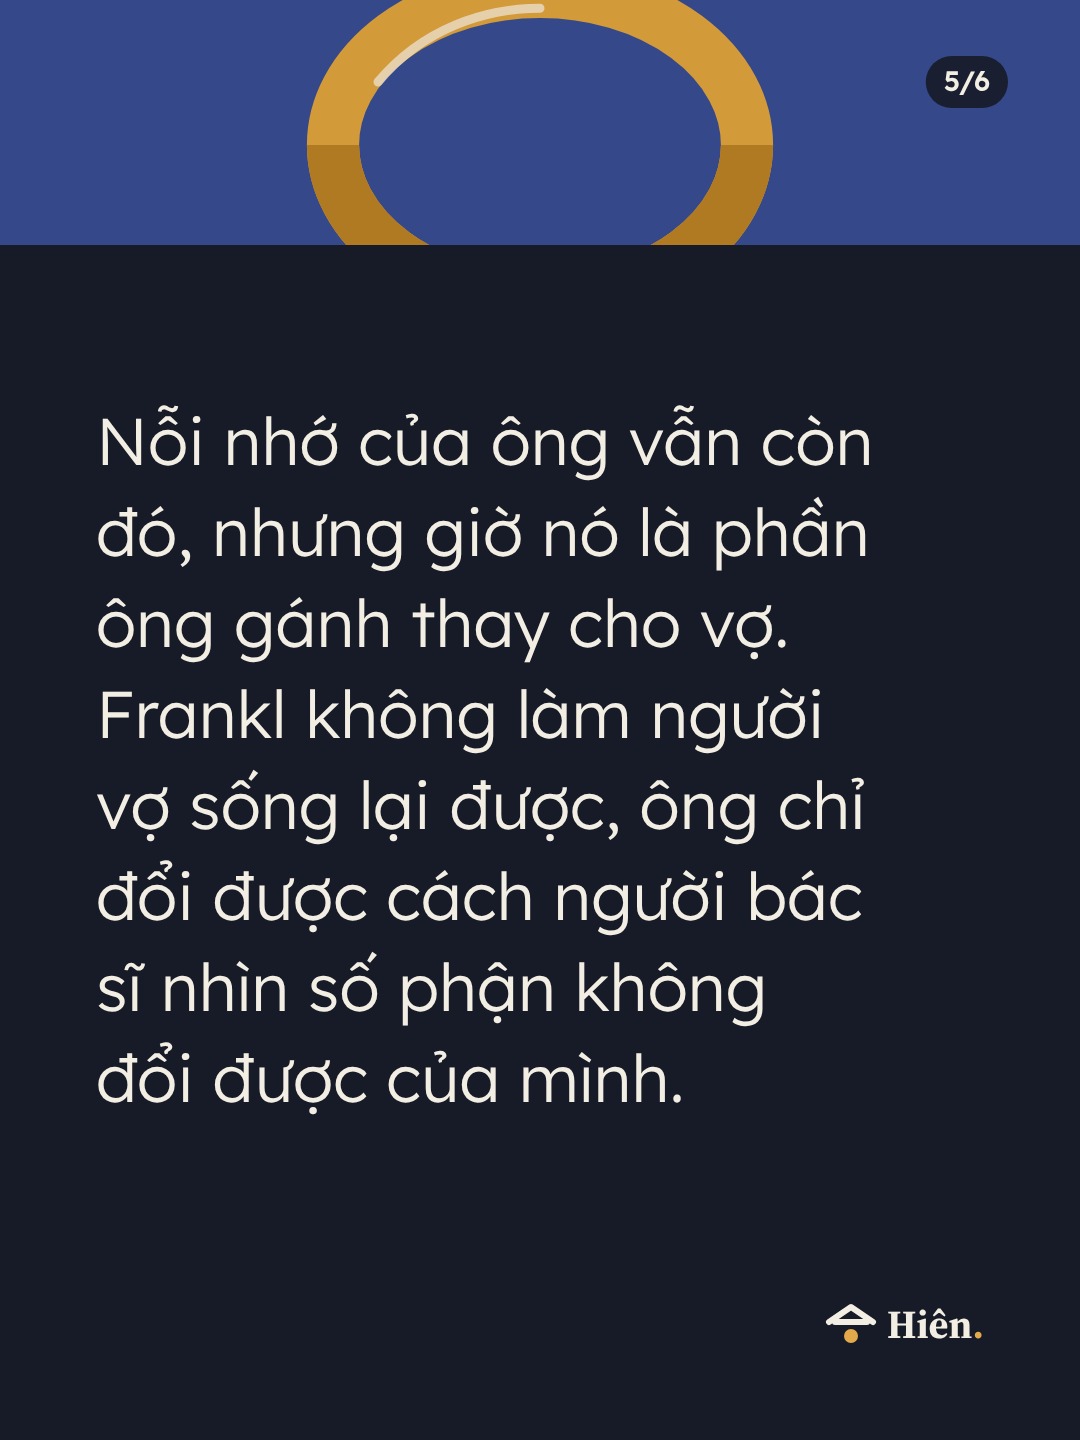 5/6
Nỗi nhớ của ông vẫn còn
đó, nhưng giờ nó là phần
ông gánh thay cho vợ.
Frankl không làm người
vợ sống lại được, ông chỉ
đổi được cách người bác
sĩ nhìn số phận không
đổi được của mình.
Hiên.